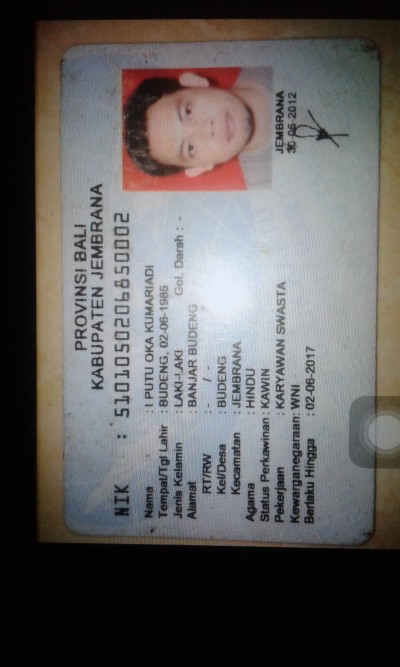 PROVINSI BALI
KABUPATEN JEMBRANA
NIK : 5101050206850002
Nama : I PUTU OKA KUMARIADI
Tempat/Tgl Lahir : BUDENG, 02-06-1985
Jenis Kelamin : LAKI-LAKI Gol. Darah : -
Alamat : BANJAR BUDENG
RT/RW : - / -
Kel/Desa : BUDENG
Kecamatan : JEMBRANA
Agama : HINDU
Status Perkawinan : KAWIN
Pekerjaan : KARYAWAN SWASTA
Kewarganegaraan: WNI
Berlaku Hingga : 02-06-2017
JEMBRANA
30-06-2012